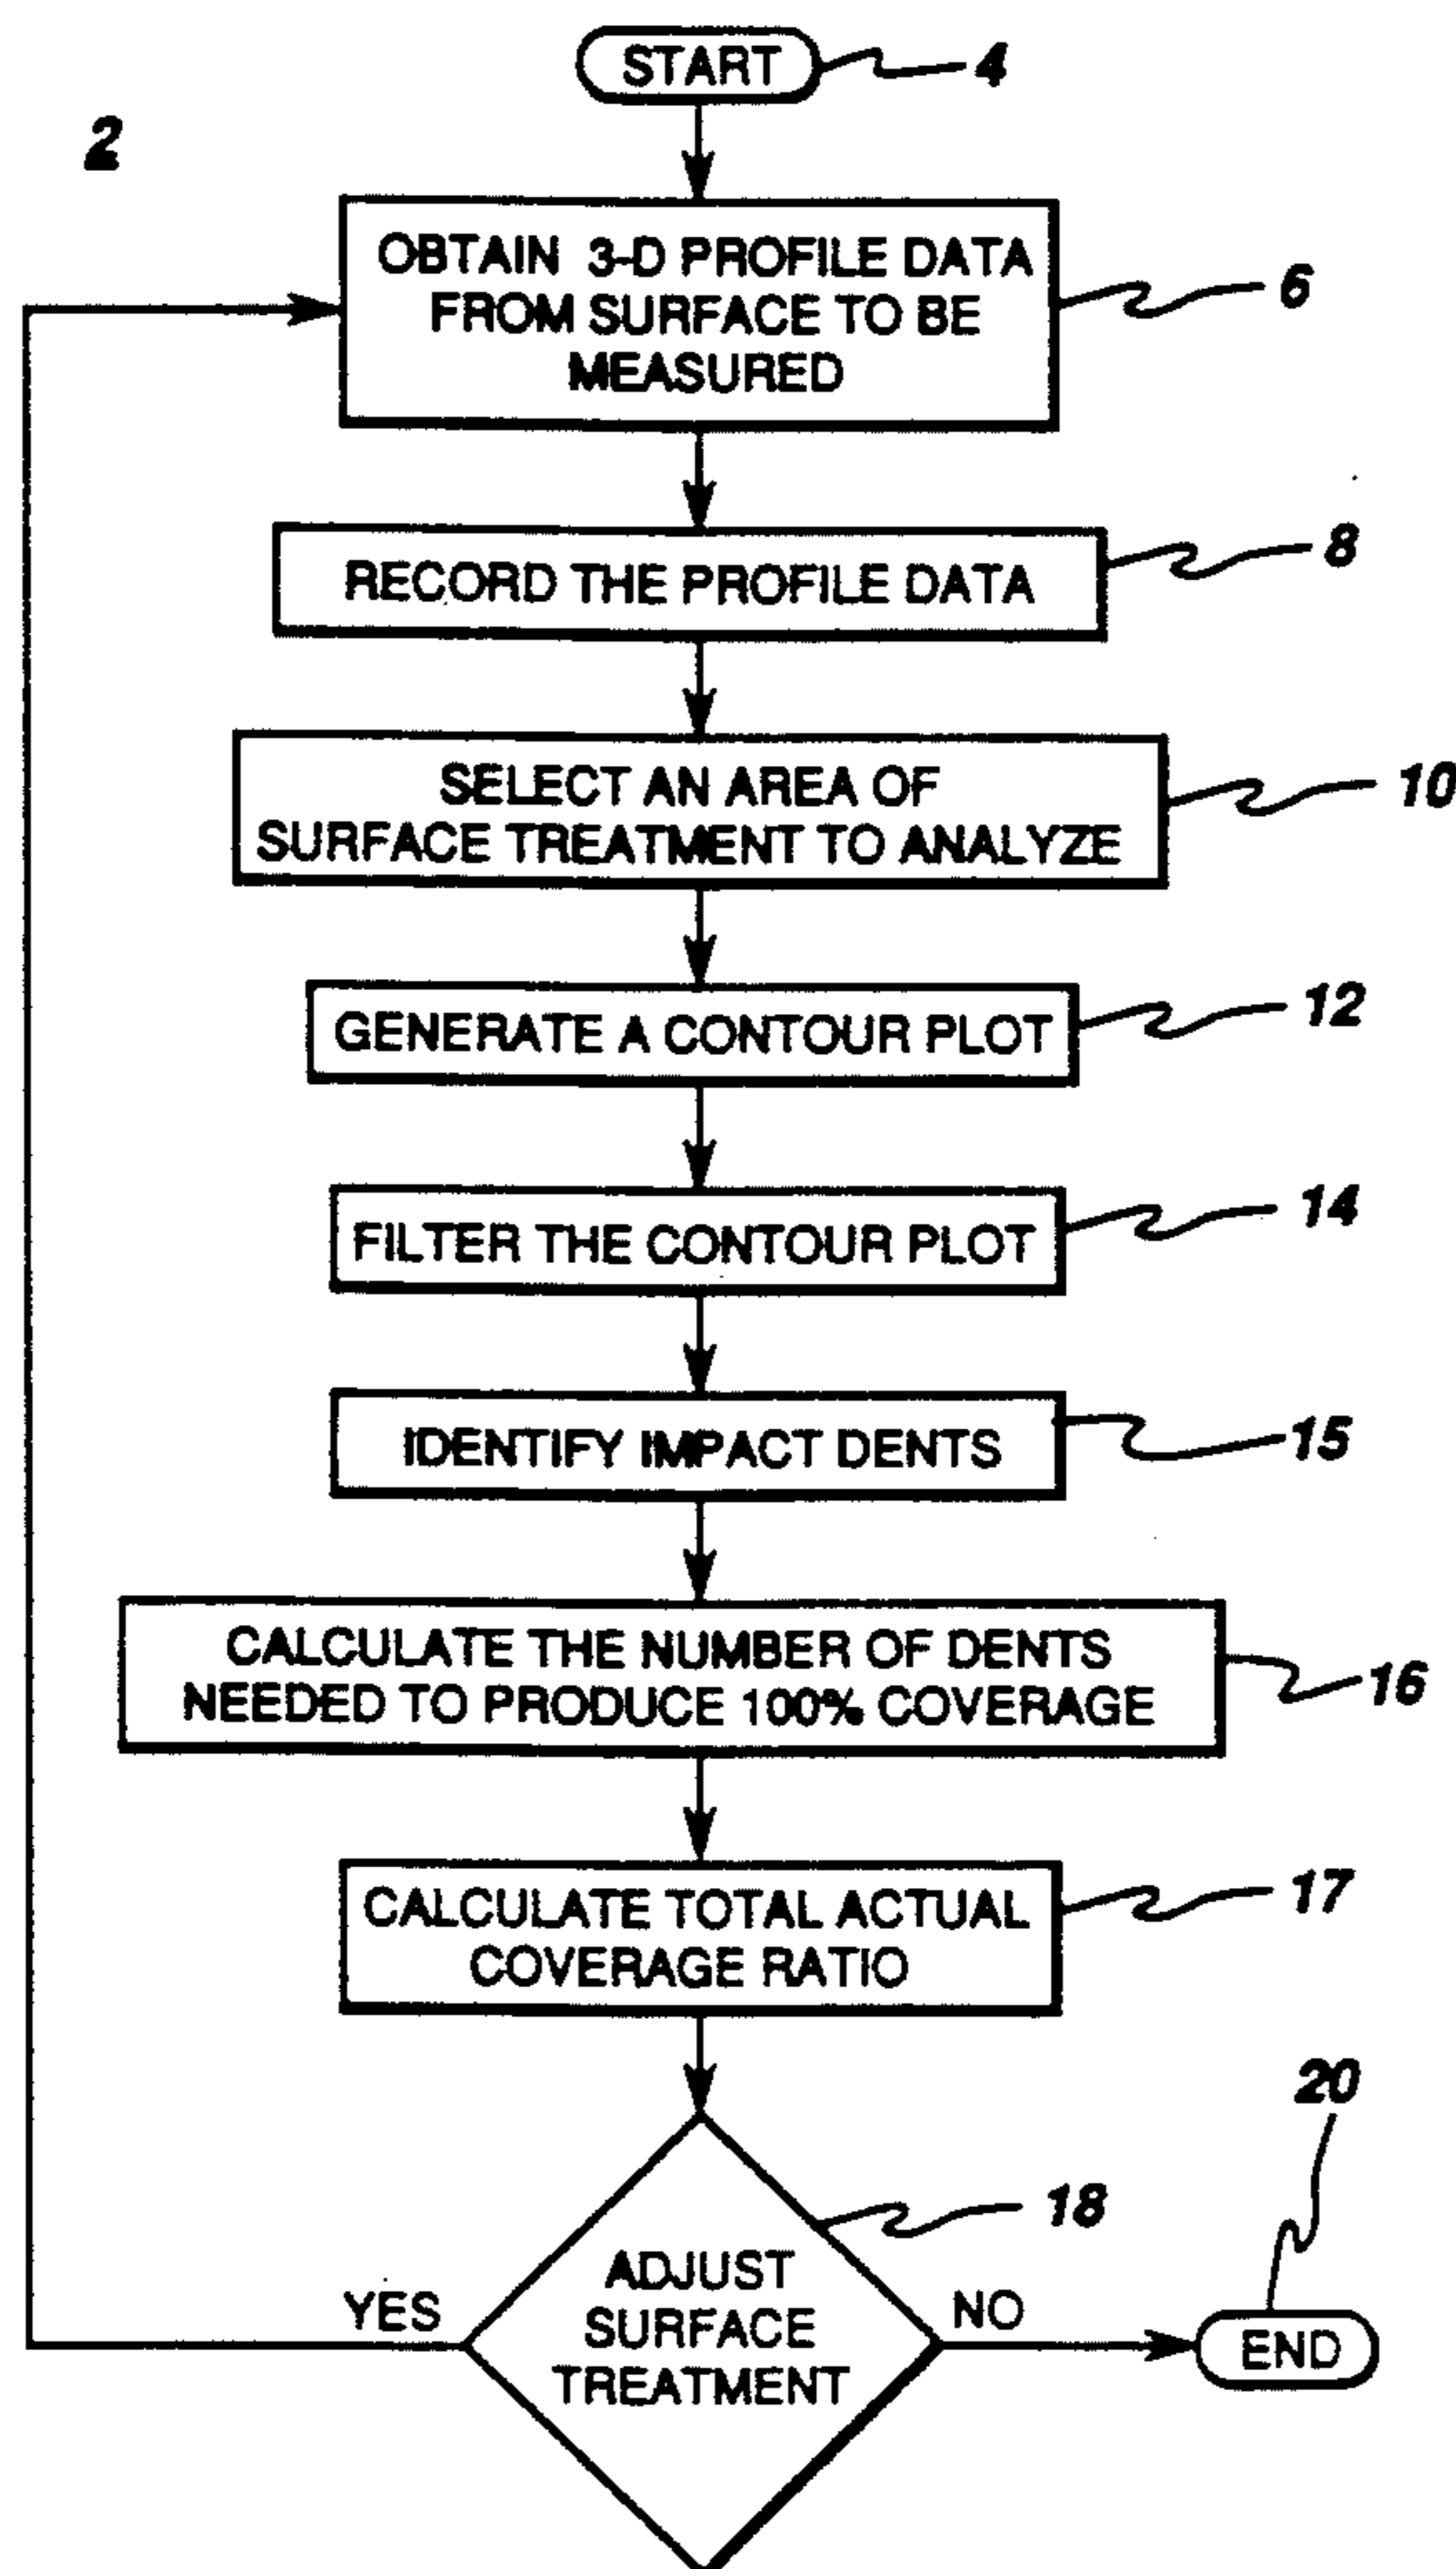 START
4
2
OBTAIN 3-D PROFILE DATA
FROM SURFACE TO BE
MEASURED
6
RECORD THE PROFILE DATA
8
SELECT AN AREA OF
SURFACE TREATMENT TO ANALYZE
10
GENERATE A CONTOUR PLOT
12
FILTER THE CONTOUR PLOT
14
IDENTIFY IMPACT DENTS
15
CALCULATE THE NUMBER OF DENTS
NEEDED TO PRODUCE 100% COVERAGE
16
CALCULATE TOTAL ACTUAL
COVERAGE RATIO
17
20
18
ADJUST
SURFACE
TREATMENT
YES
NO
END